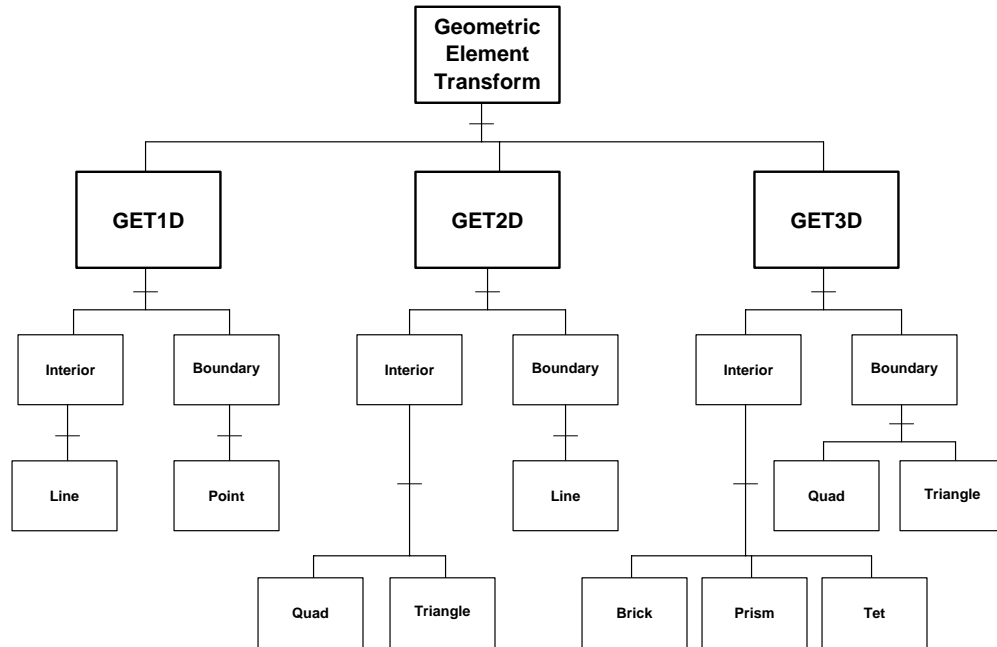 Geometric
Element
Transform
GET1D
GET2D
GET3D
Interior
Boundary
Interior
Boundary
Interior
Boundary
Line
Point
Line
Quad
Triangle
Quad
Triangle
Brick
Prism
Tet